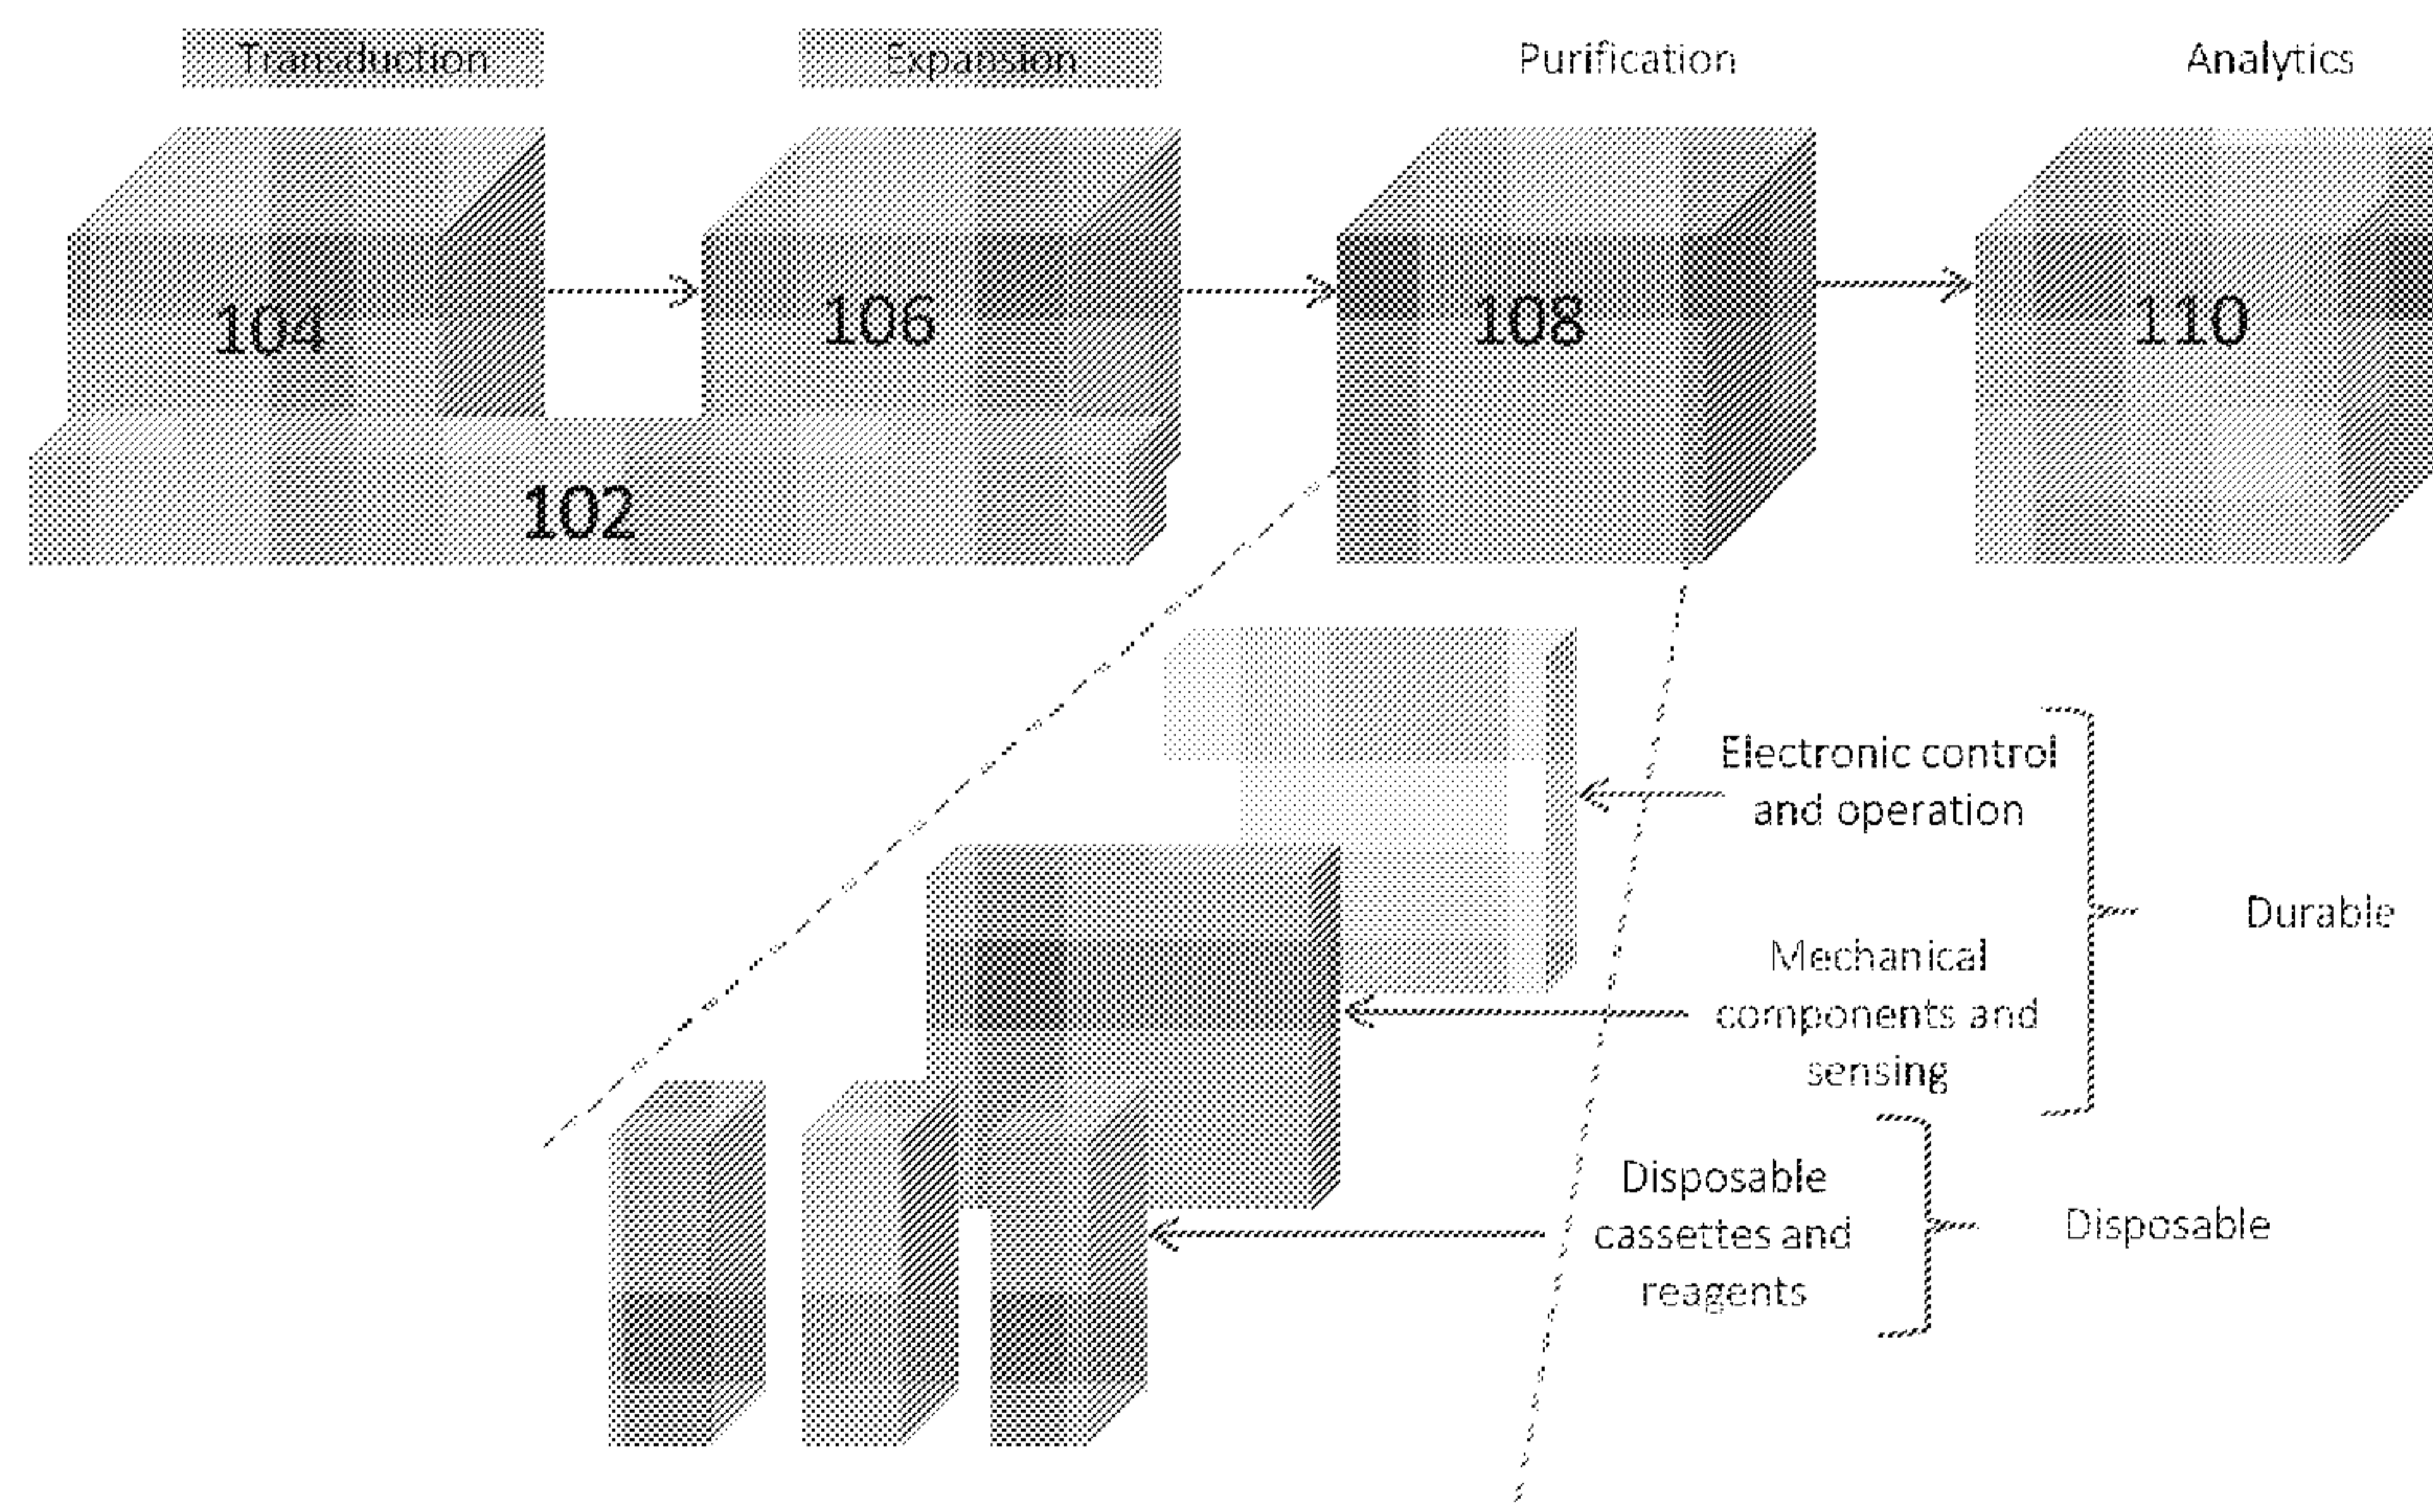 Transduction
Expansion
Purification
Analytics
104
106
108
110
102
Electronic control
and operation
Durable
Mechanical
components and
sensing
Disposable
cassettes and
reagents
Disposable